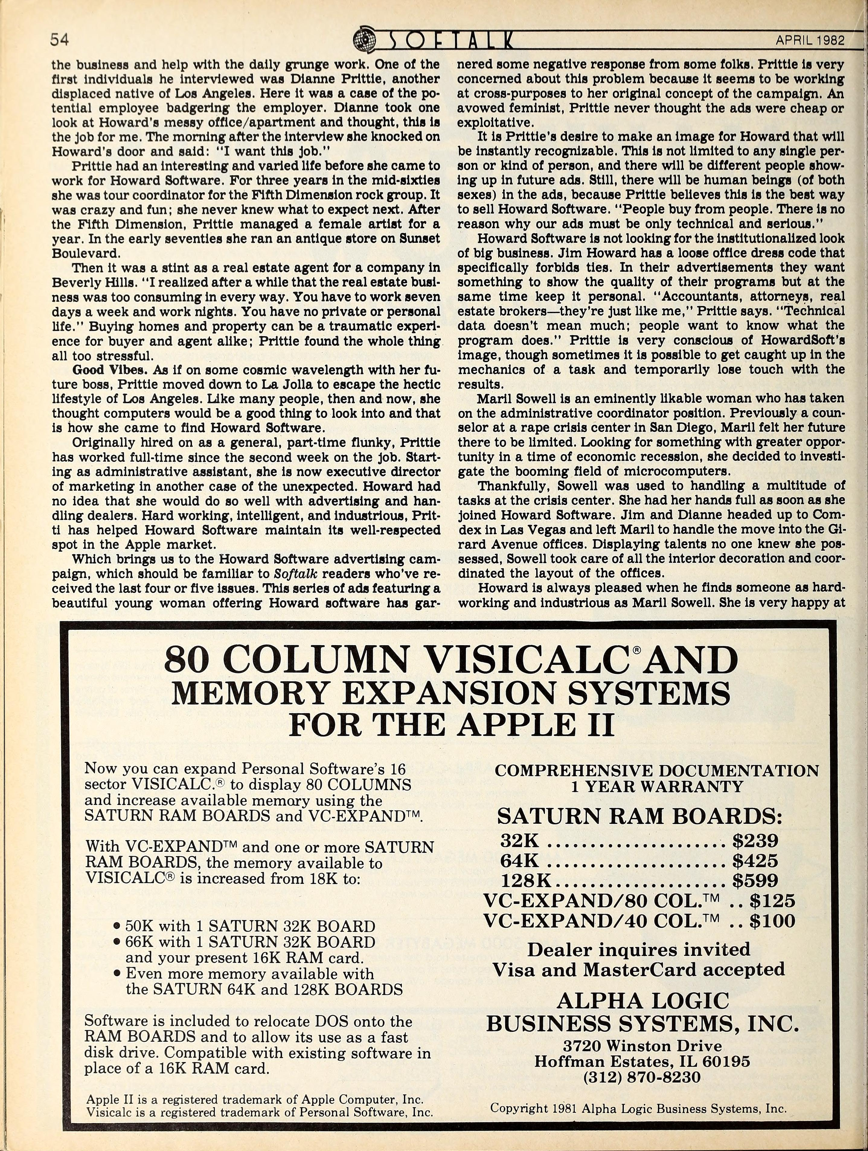 54
SOFTALK
APRIL 1982
the business and help with the daily grunge work. One of the
first individuals he interviewed was Dianne Prittie, another
displaced native of Los Angeles. Here it was a case of the po-
tential employee badgering the employer. Dianne took one
look at Howard's messy office/apartment and thought, this is
the job for me. The morning after the interview she knocked on
Howard's door and said: "I want this job."
Prittie had an interesting and varied life before she came to
work for Howard Software. For three years in the mid-sixties
she was tour coordinator for the Fifth Dimension rock group. It
was crazy and fun; she never knew what to expect next. After
the Fifth Dimension, Prittie managed a female artist for a
year. In the early seventies she ran an antique store on Sunset
Boulevard.
Then it was a stint as a real estate agent for a company in
Beverly Hills. "I realized after a while that the real estate busi-
ness was too consuming in every way. You have to work seven
days a week and work nights. You have no private or personal
life." Buying homes and property can be a traumatic experi-
ence for buyer and agent alike; Prittie found the whole thing
all too stressful.
Good Vibes. As if on some cosmic wavelength with her fu-
ture boss, Prittie moved down to La Jolla to escape the hectic
lifestyle of Los Angeles. Like many people, then and now, she
thought computers would be a good thing to look into and that
is how she came to find Howard Software.
Originally hired on as a general, part-time flunky, Prittie
has worked full-time since the second week on the job. Start-
ing as administrative assistant, she is now executive director
of marketing in another case of the unexpected. Howard had
no idea that she would do so well with advertising and han-
dling dealers. Hard working, intelligent, and industrious, Prit-
ti has helped Howard Software maintain its well-respected
spot in the Apple market.
Which brings us to the Howard Software advertising cam-
paign, which should be familiar to Softalk readers who've re-
ceived the last four or five issues. This series of ads featuring a
beautiful young woman offering Howard software has gar-
nered some negative response from some folks. Prittie is very
concerned about this problem because it seems to be working
at cross-purposes to her original concept of the campaign. An
avowed feminist, Prittie never thought the ads were cheap or
exploitative.
It is Prittie's desire to make an image for Howard that will
be instantly recognizable. This is not limited to any single per-
son or kind of person, and there will be different people show-
ing up in future ads. Still, there will be human beings (of both
sexes) in the ads, because Prittie believes this is the best way
to sell Howard Software. "People buy from people. There is no
reason why our ads must be only technical and serious."
Howard Software is not looking for the institutionalized look
of big business. Jim Howard has a loose office dress code that
specifically forbids ties. In their advertisements they want
something to show the quality of their programs but at the
same time keep it personal. "Accountants, attorneys, real
estate brokers—they're just like me," Prittie says. "Technical
data doesn't mean much; people want to know what the
program does." Prittie is very conscious of HowardSoft's
image, though sometimes it is possible to get caught up in the
mechanics of a task and temporarily lose touch with the
results.
Maril Sowell is an eminently likable woman who has taken
on the administrative coordinator position. Previously a coun-
selor at a rape crisis center in San Diego, Maril felt her future
there to be limited. Looking for something with greater oppor-
tunity in a time of economic recession, she decided to investi-
gate the booming field of microcomputers.
Thankfully, Sowell was used to handling a multitude of
tasks at the crisis center. She had her hands full as soon as she
joined Howard Software. Jim and Dianne headed up to Com-
dex in Las Vegas and left Maril to handle the move into the Gi-
rard Avenue offices. Displaying talents no one knew she pos-
sessed, Sowell took care of all the interior decoration and coor-
dinated the layout of the offices.
Howard is always pleased when he finds someone as hard-
working and industrious as Maril Sowell. She is very happy at
80 COLUMN VISICALC® AND
MEMORY EXPANSION SYSTEMS
FOR THE APPLE II
Now you can expand Personal Software's 16
sector VISICALC.® to display 80 COLUMNS
and increase available memory using the
SATURN RAM BOARDS and VC-EXPAND™.
With VC-EXPAND™ and one or more SATURN
RAM BOARDS, the memory available to
VISICALC® is increased from 18K to:
• 50K with 1 SATURN 32K BOARD
• 66K with 1 SATURN 32K BOARD
and your present 16K RAM card.
• Even more memory available with
the SATURN 64K and 128K BOARDS
Software is included to relocate DOS onto the
RAM BOARDS and to allow its use as a fast
disk drive. Compatible with existing software in
place of a 16K RAM card.
Apple II is a registered trademark of Apple Computer, Inc.
Visicalc is a registered trademark of Personal Software, Inc.
COMPREHENSIVE DOCUMENTATION
1 YEAR WARRANTY
SATURN RAM BOARDS:
32K ...................... $239
64K ...................... $425
128K.................... $599
VC-EXPAND/80 COL.™ .. $125
VC-EXPAND/40 COL.™ .. $100
Dealer inquires invited
Visa and MasterCard accepted
ALPHA LOGIC
BUSINESS SYSTEMS, INC.
3720 Winston Drive
Hoffman Estates, IL 60195
(312) 870-8230
Copyright 1981 Alpha Logic Business Systems, Inc.